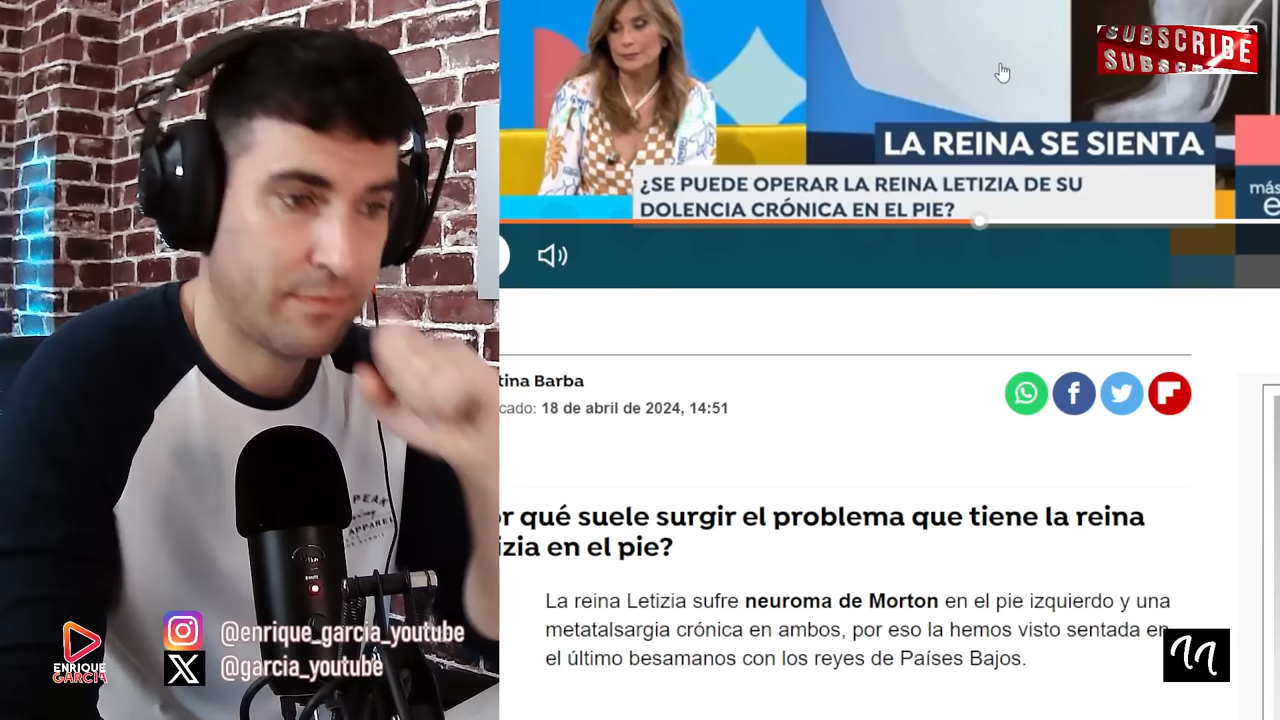 SUBSCRIBE
SUBSCRIBE
LA REINA SE SIENTA
¿SE PUEDE OPERAR LA REINA LETIZIA DE SU
DOLENCIA CRÓNICA EN EL PIE?
más
e
tina Barba
cado: 18 de abril de 2024, 14:51
or qué suele surgir el problema que tiene la reina
izia en el pie?
La reina Letizia sufre neuroma de Morton en el pie izquierdo y una
metatalsargia crónica en ambos, por eso la hemos visto sentada en
el último besamanos con los reyes de Países Bajos.
PEAK
APPAREL
@enrique_garcia_youtube
@garcia_youtube
ENRIQUE
GARCIA